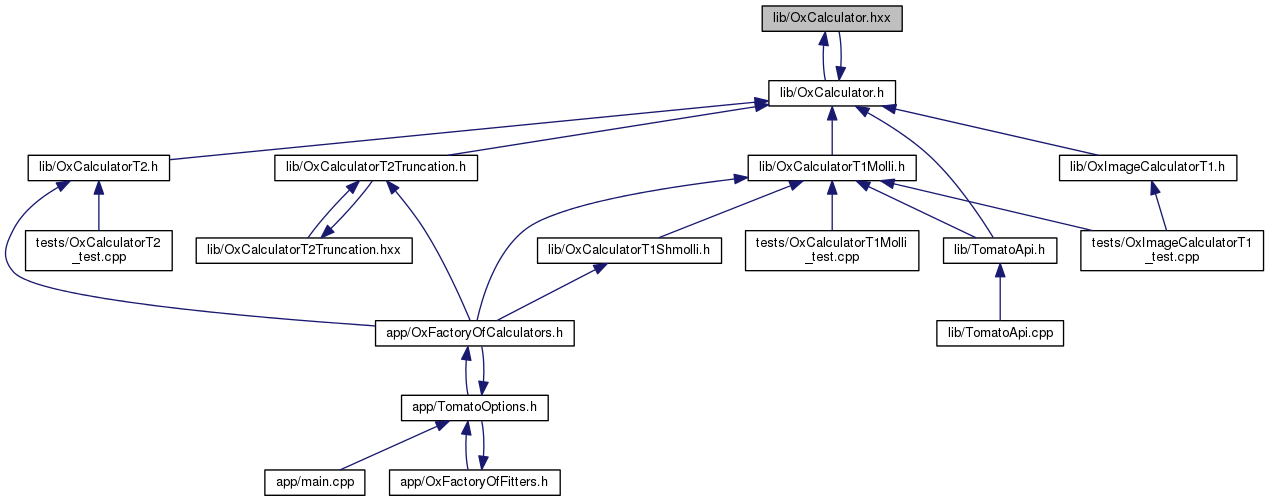 lib/OxCalculator.hxx
lib/OxCalculator.h
lib/OxCalculatorT2.h
lib/OxCalculatorT2Truncation.h
lib/OxCalculatorT1Molli.h
lib/OxImageCalculatorT1.h
tests/OxCalculatorT2
_test.cpp
lib/OxCalculatorT2Truncation.hxx
lib/OxCalculatorT1Shmolli.h
tests/OxCalculatorT1Molli
_test.cpp
lib/TomatoApi.h
tests/OxImageCalculatorT1
_test.cpp
app/OxFactoryOfCalculators.h
lib/TomatoApi.cpp
app/TomatoOptions.h
app/main.cpp
app/OxFactoryOfFitters.h